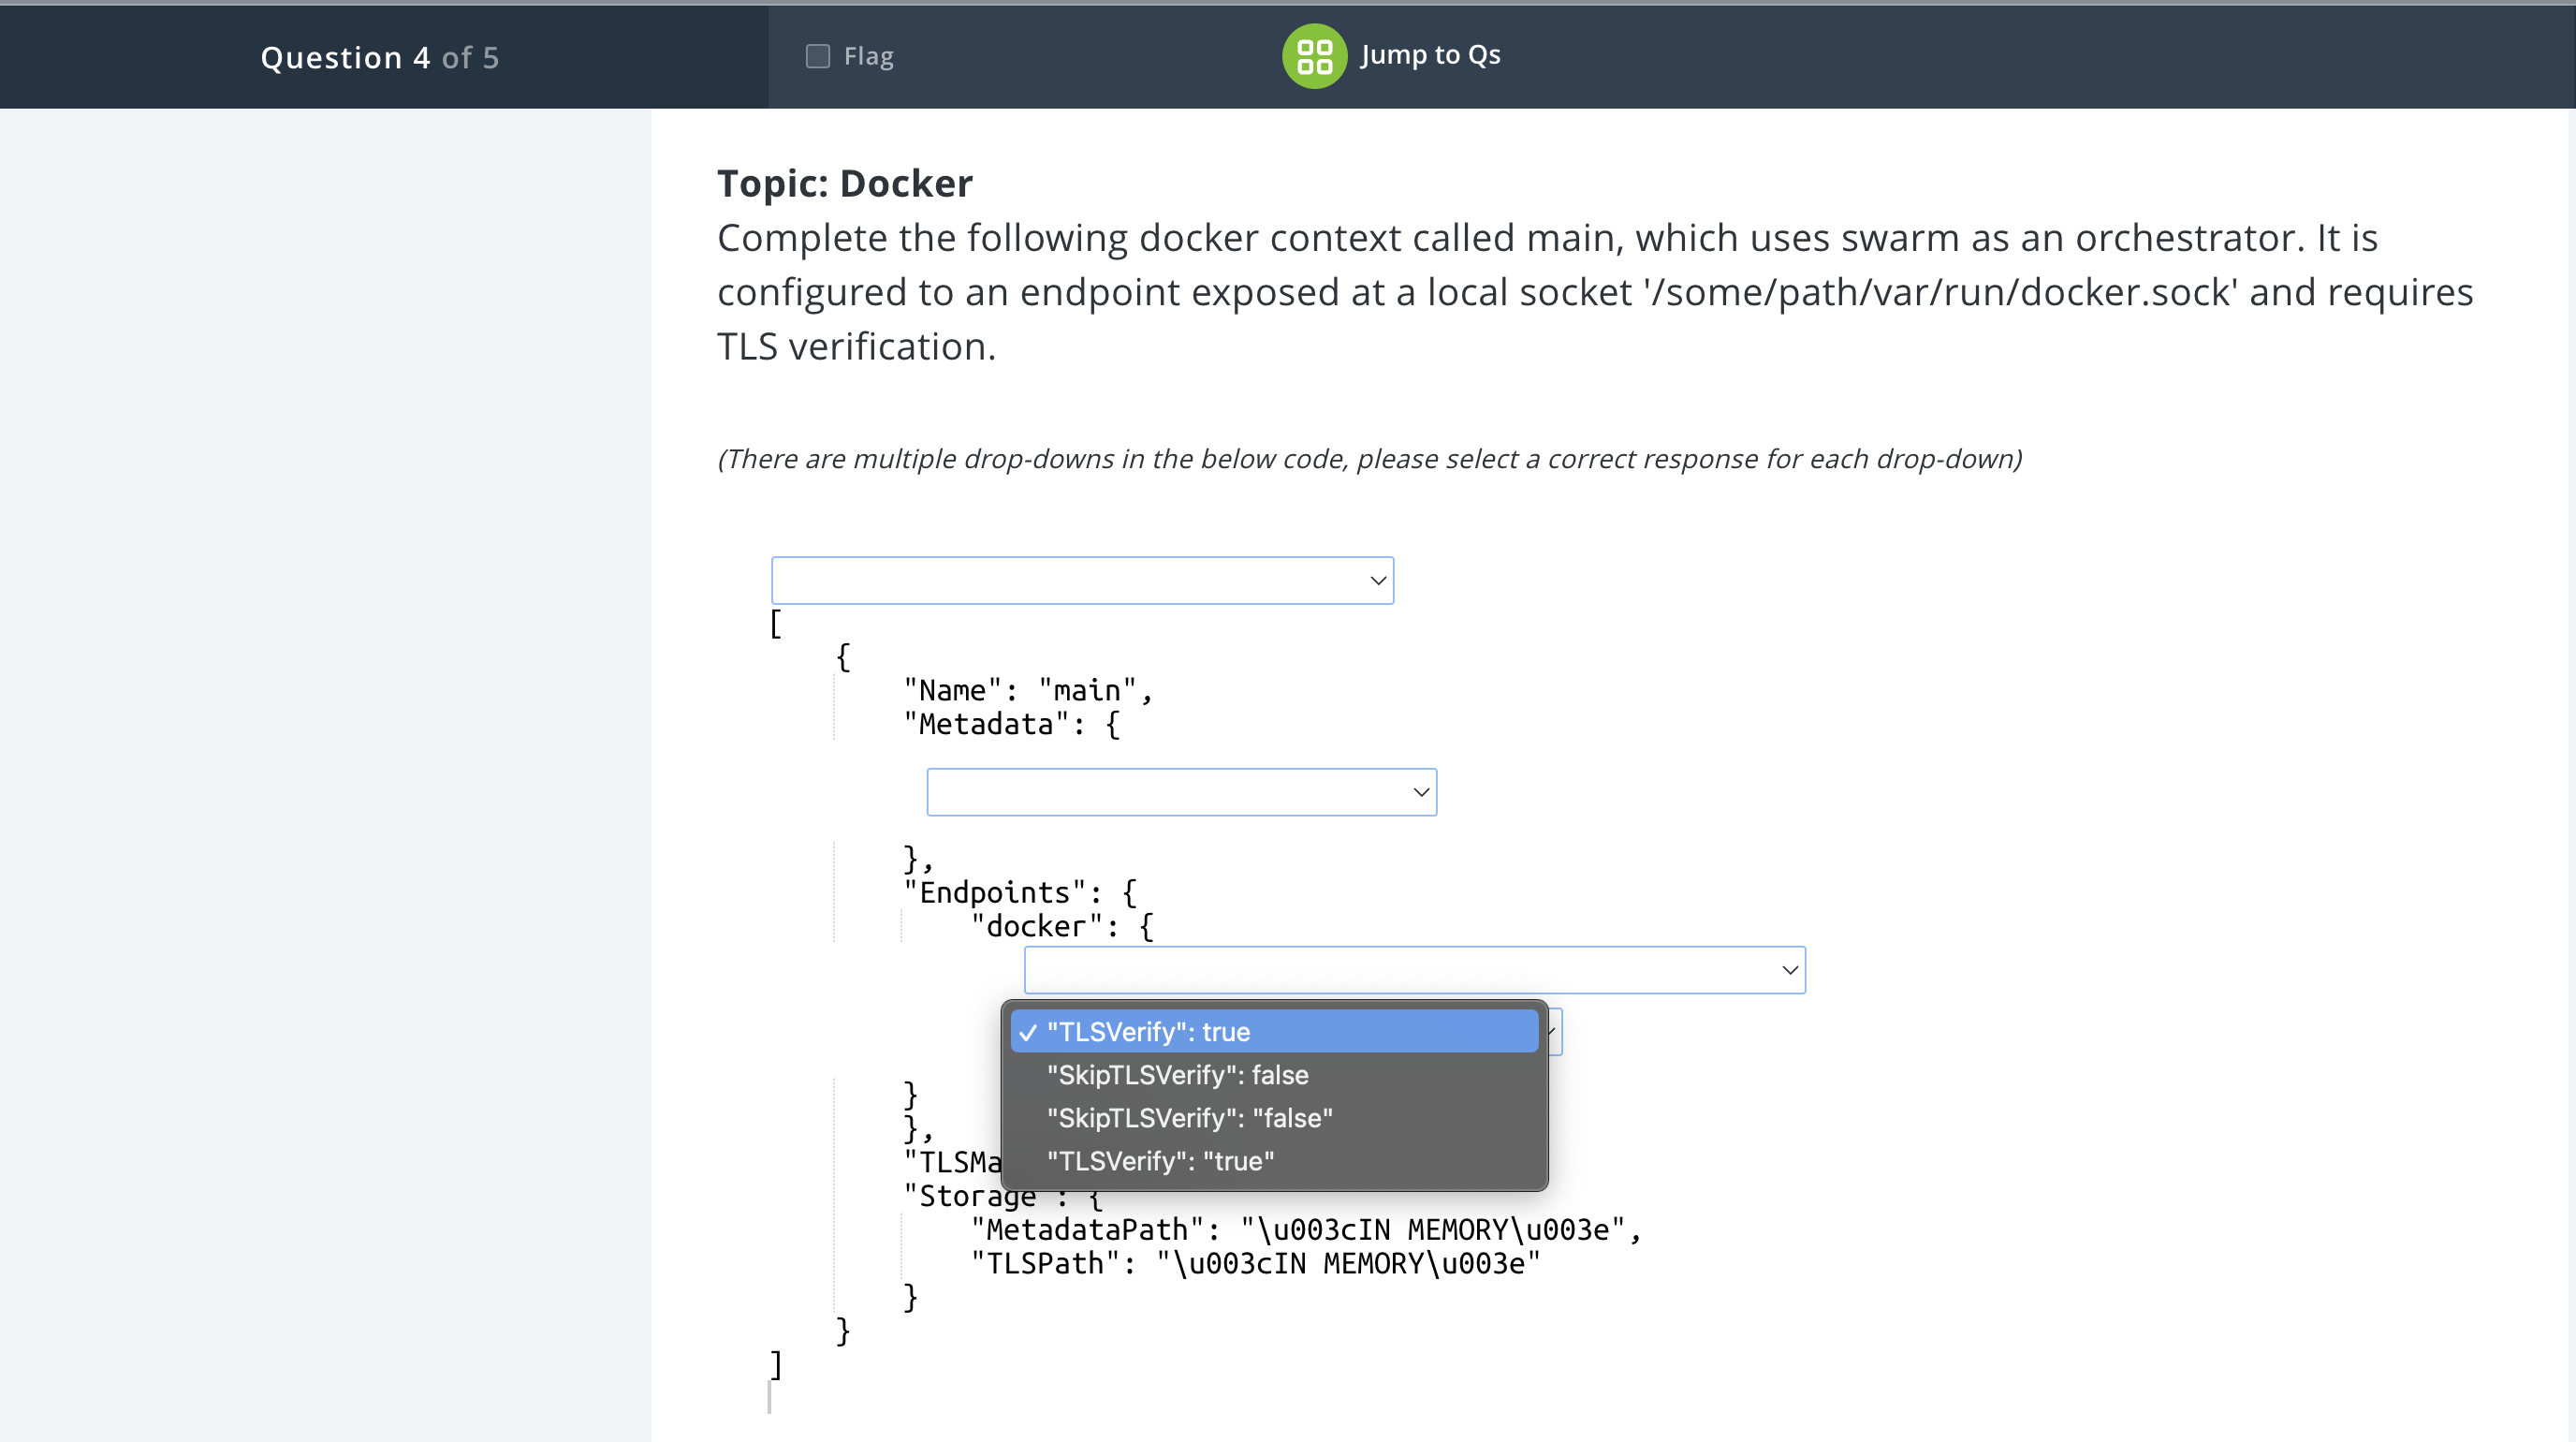 Question 4 of 5
Flag
Jump to Qs
Topic: Docker
Complete the following docker context called main, which uses swarm as an orchestrator. It is
configured to an endpoint exposed at a local socket '/some/path/var/run/docker.sock' and requires
TLS verification.
(There are multiple drop-downs in the below code, please select a correct response for each drop-down)
[
{
"Name": "main",
"Metadata": {
},
"Endpoints": {
"docker": {
✓ "TLSVerify": true
"SkipTLSVerify": false
"SkipTLSVerify": "false"
"TLSVerify": "true"
}
},
"TLSMa
"Storage": {
"MetadataPath": "\u003cIN MEMORY\u003e",
"TLSPath": "\u003cIN MEMORY\u003e"
}
}
]